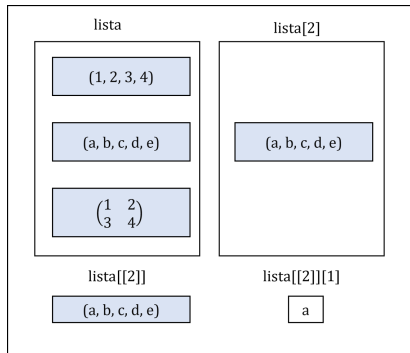 lista
(1, 2, 3, 4)
(a, b, c, d, e)
(1 2
3 4)
lista[2]
(a, b, c, d, e)
lista[[2]]
(a, b, c, d, e)
lista[[2]][1]
a